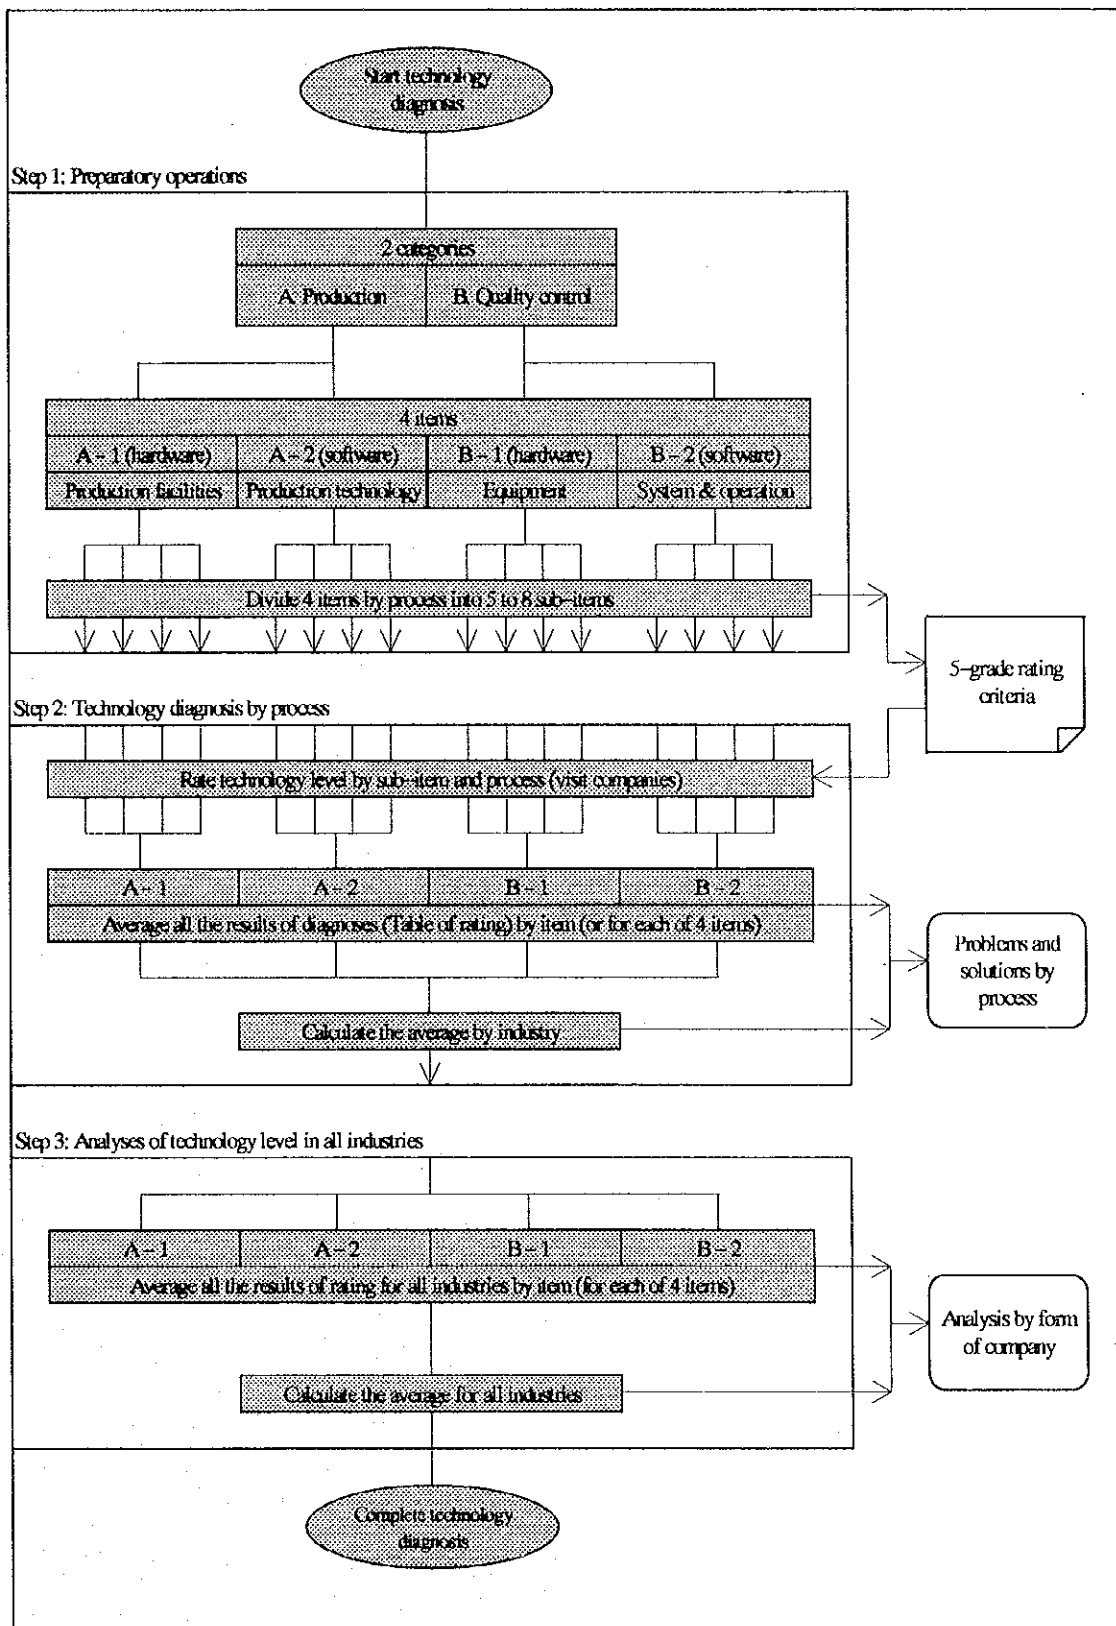 Start technology
diagnosis
Step 1: Preparatory operations
2 categories
A. Production
B. Quality control
4 items
A - 1 (hardware)
A - 2 (software)
B - 1 (hardware)
B - 2 (software)
Production facilities
Production technology
Equipment
System & operation
Divide 4 items by process into 5 to 8 sub-items
5-grade rating
criteria
Step 2: Technology diagnosis by process
Rate technology level by sub-item and process (visit companies)
A - 1
A - 2
B - 1
B - 2
Average all the results of diagnoses (Table of rating) by item (or for each of 4 items)
Problems and
solutions by
process
Calculate the average by industry
Step 3: Analyses of technology level in all industries
A - 1
A - 2
B - 1
B - 2
Average all the results of rating for all industries by item (for each of 4 items)
Analysis by form
of company
Calculate the average for all industries
Complete technology
diagnosis